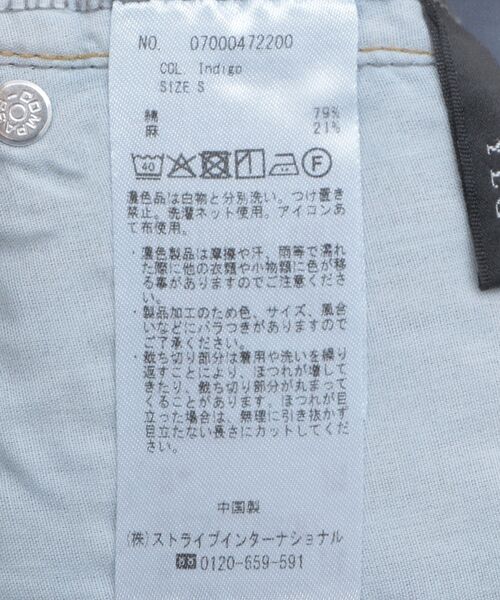 NO. 07000472200
COL Indigo
SIZE S
綿 79%
麻 21%
40 F
濃色品は白物と分別洗い。つけ置き
禁止。洗濯ネット使用。アイロンあ
て布使用。
・濃色製品は摩擦や汗、雨等で濡れ
た際に他の衣類や小物類に色が移
る事がありますのでご注意くださ
い。
・製品加工のため色、サイズ、風合
いなどにバラつきがありますので
ご了承ください。
・裁ち切り部分は着用や洗いを繰り
返すことにより、ほつれが増して
きたり、裁ち切り部分が丸まって
くることがあります。ほつれが目
立った場合は、無理に引き抜かず
目立たない長さにカットしてくだ
さい。
中国製
(株)ストライプインターナショナル
0120-659-591